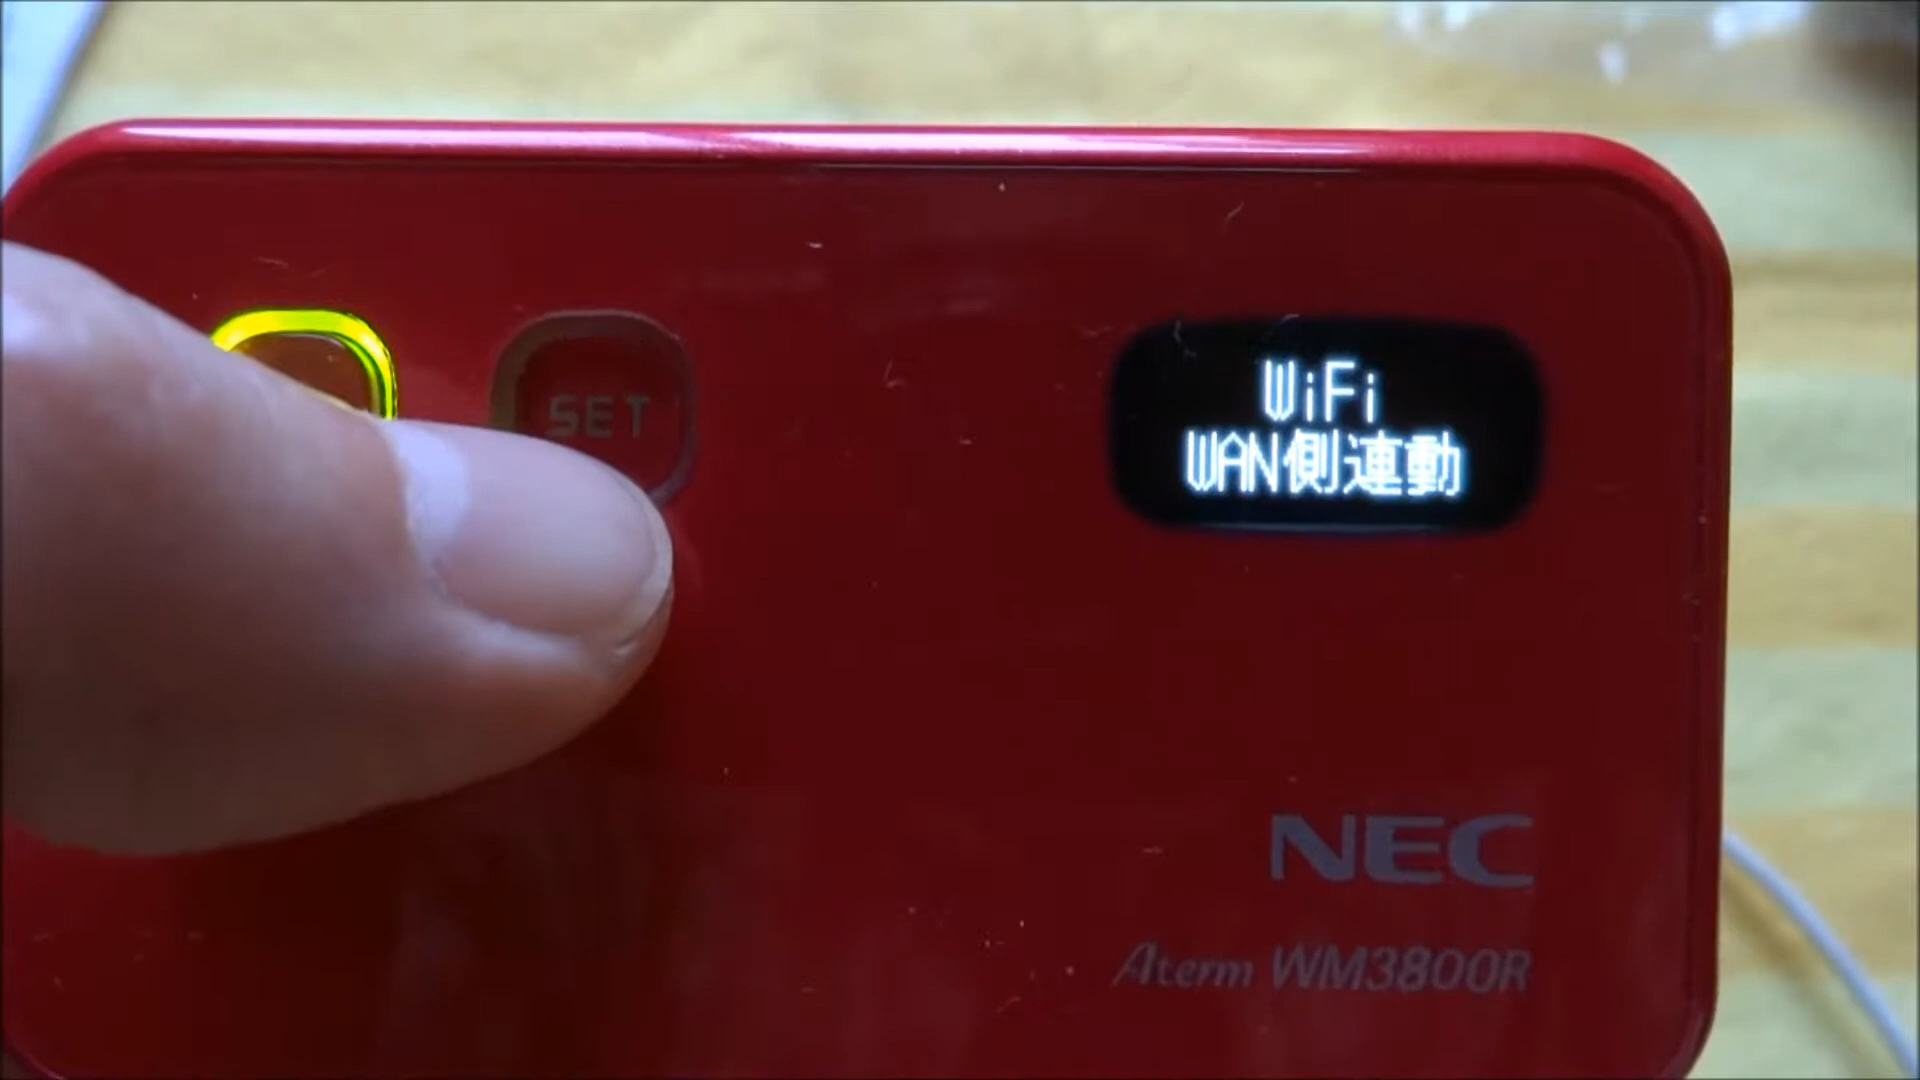 SET
WiFi
WAN側連動
NEC
Aterm WM3800R